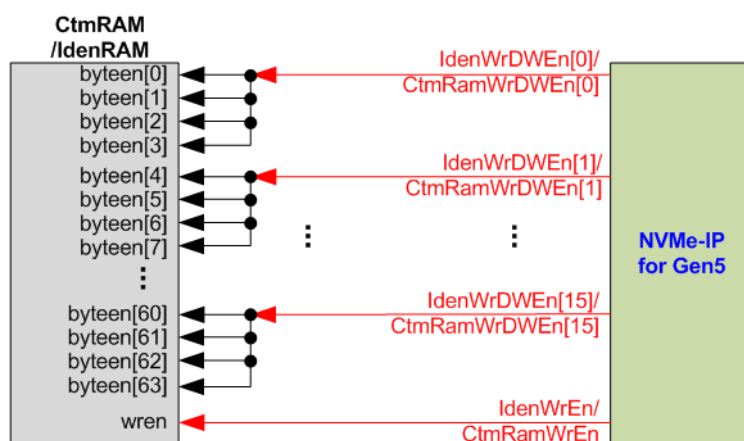 CtmRAM
/IdenRAM
byteen[0]
byteen[1]
byteen[2]
byteen[3]
byteen[4]
byteen[5]
byteen[6]
byteen[7]
byteen[60]
byteen[61]
byteen[62]
byteen[63]
wren
IdenWrDWEn[0]/
CtmRamWrDWEn[0]
IdenWrDWEn[1]/
CtmRamWrDWEn[1]
IdenWrDWEn[15]/
CtmRamWrDWEn[15]
IdenWrEn/
CtmRamWrEn
NVMe-IP
for Gen5